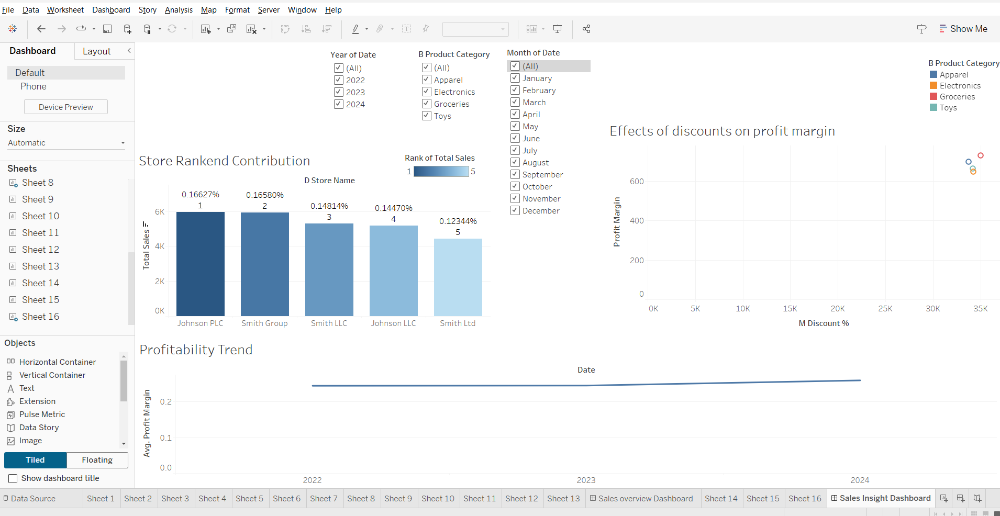 File Data Worksheet Dashboard Story Analysis Map Format Server Window Help
Show Me
Dashboard Layout
Default
Phone
Device Preview
Size
Automatic
Sheets
Sheet 8
Sheet 9
Sheet 10
Sheet 11
Sheet 12
Sheet 13
Sheet 14
Sheet 15
Sheet 16
Objects
Horizontal Container
Vertical Container
Text
Extension
Pulse Metric
Data Story
Image
Tiled Floating
Show dashboard title
Year of Date
(All)
2022
2023
2024
B Product Category
(All)
Apparel
Electronics
Groceries
Toys
Month of Date
(All)
January
February
March
April
May
June
July
August
September
October
November
December
B Product Category
Apparel
Electronics
Groceries
Toys
Store Rankend Contribution
Rank of Total Sales
1 5
D Store Name
0.16627%
1
0.16580%
2
0.14814%
3
0.14470%
4
0.12344%
5
Total Sales
6K
4K
2K
0K
Johnson PLC Smith Group Smith LLC Johnson LLC Smith Ltd
Effects of discounts on profit margin
Profit Margin
600
400
200
0
0K 5K 10K 15K 20K 25K 30K 35K
M Discount %
Profitability Trend
Date
Avg. Profit Margin
0.2
0.1
0.0
2022 2023 2024
Data Source Sheet 1 Sheet 2 Sheet 3 Sheet 4 Sheet 5 Sheet 6 Sheet 7 Sheet 8 Sheet 9 Sheet 10 Sheet 11 Sheet 12 Sheet 13 Sales overview Dashboard Sheet 14 Sheet 15 Sheet 16 Sales Insight Dashboard